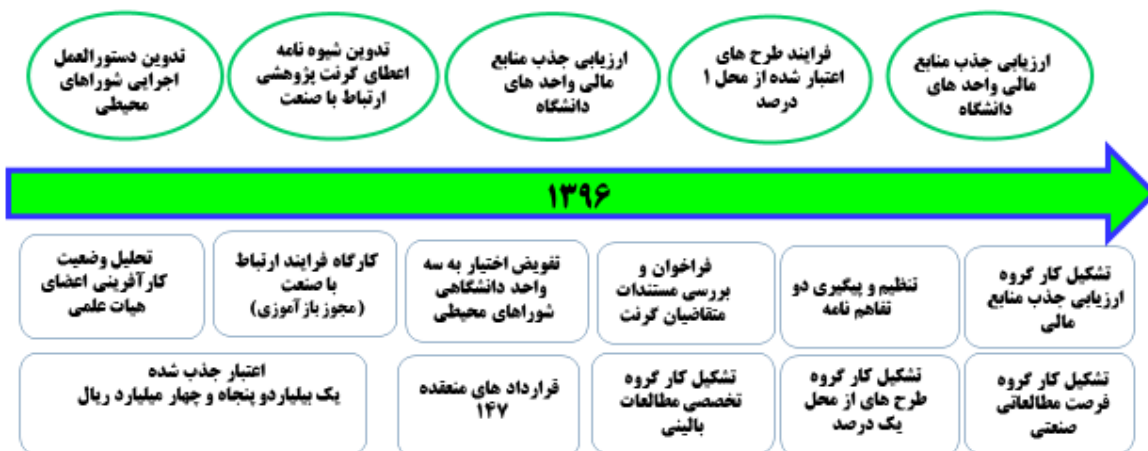 ارزیابی جذب منابع
مالی واحد های
دانشگاه
فرایند طرح های
اعتبار شده از محل ۱
درصد
ارزیابی جذب منابع
مالی واحد های
دانشگاه
تدوین شیوه نامه
اعطای گرنت پژوهشی
ارتباط با صنعت
تدوین دستورالعمل
اجرایی شوراهای
محیطی
۱۳۹۶
تشکیل کار گروه
ارزیابی جذب منابع
مالی
تنظیم و پیگیری دو
تفاهم نامه
فراخوان و
بررسی مستندات
متقاضیان گرنت
تفویض اختیار به سه
واحد دانشگاهی
شوراهای محیطی
کارگاه فرایند ارتباط
با صنعت
(مجوز باز آموزی)
تحلیل وضعیت
کارآفرینی اعضای
هیات علمی
تشکیل کار گروه
فرصت مطالعاتی
صنعتی
تشکیل کار گروه
طرح های از محل
یک درصد
تشکیل کار گروه
تخصصی مطالعات
بالینی
قرارداد های منعقده
۱۴۷
اعتبار جذب شده
یک بیلیاردو پنجاه و چهار میلیارد ریال